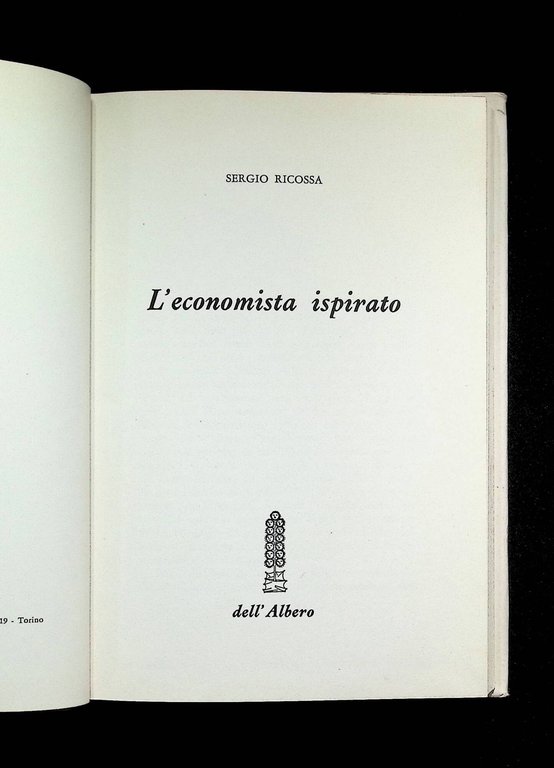 19 - Torino
SERGIO RICOSSA
L'economista ispirato
dell'Albero